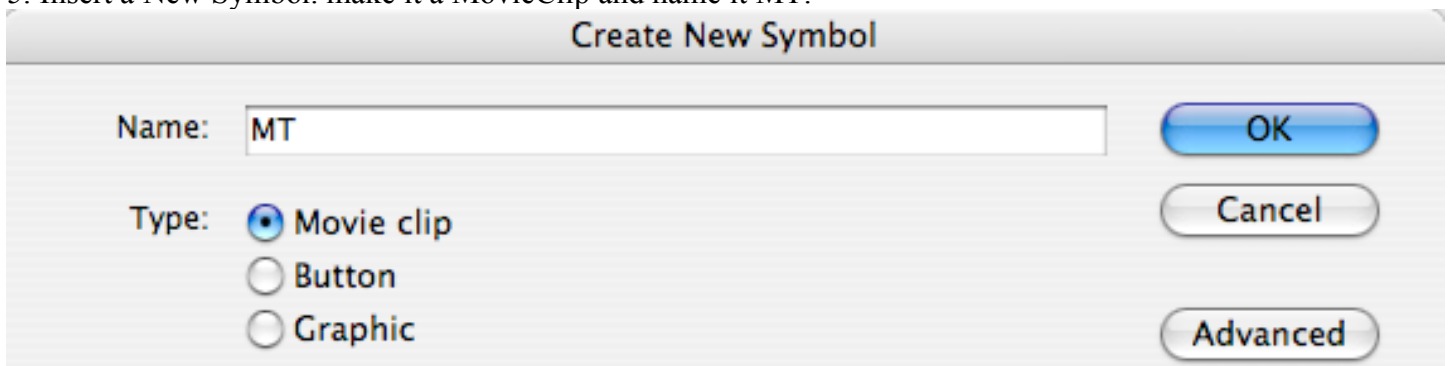 5. Insert a New Symbol. make it a MovieClip and name it MT.
Create New Symbol
Name: MT OK
Type: Movie clip Cancel
Button
Graphic Advanced